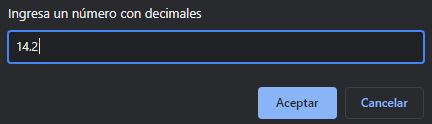 Ingresa un número con decimales
14.2
Aceptar
Cancelar